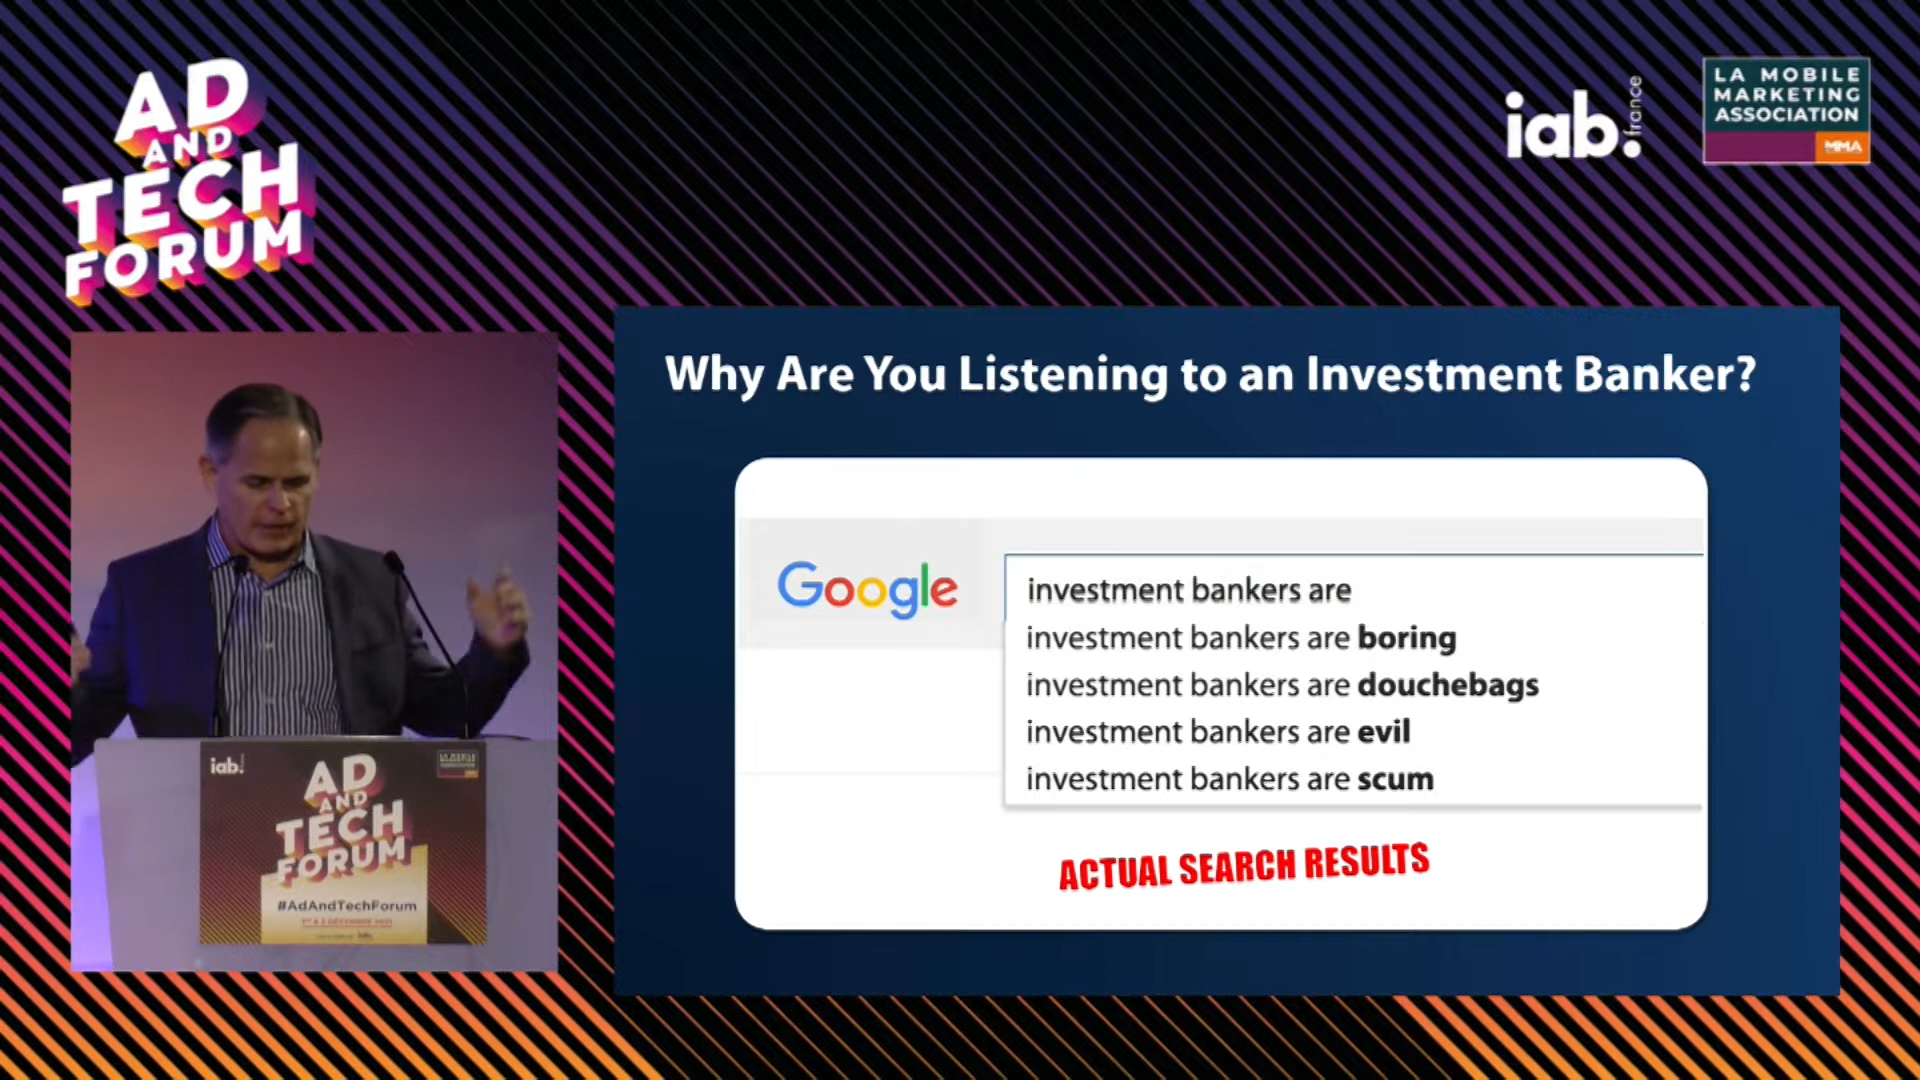 AD
AND
TECH
FORUM
iab.
france
LA MOBILE
MARKETING
ASSOCIATION
MMA
Why Are You Listening to an Investment Banker?
Google
investment bankers are
investment bankers are boring
investment bankers are douchebags
investment bankers are evil
investment bankers are scum
ACTUAL SEARCH RESULTS
iab.
AD
AND
TECH
FORUM
#AdAndTechForum